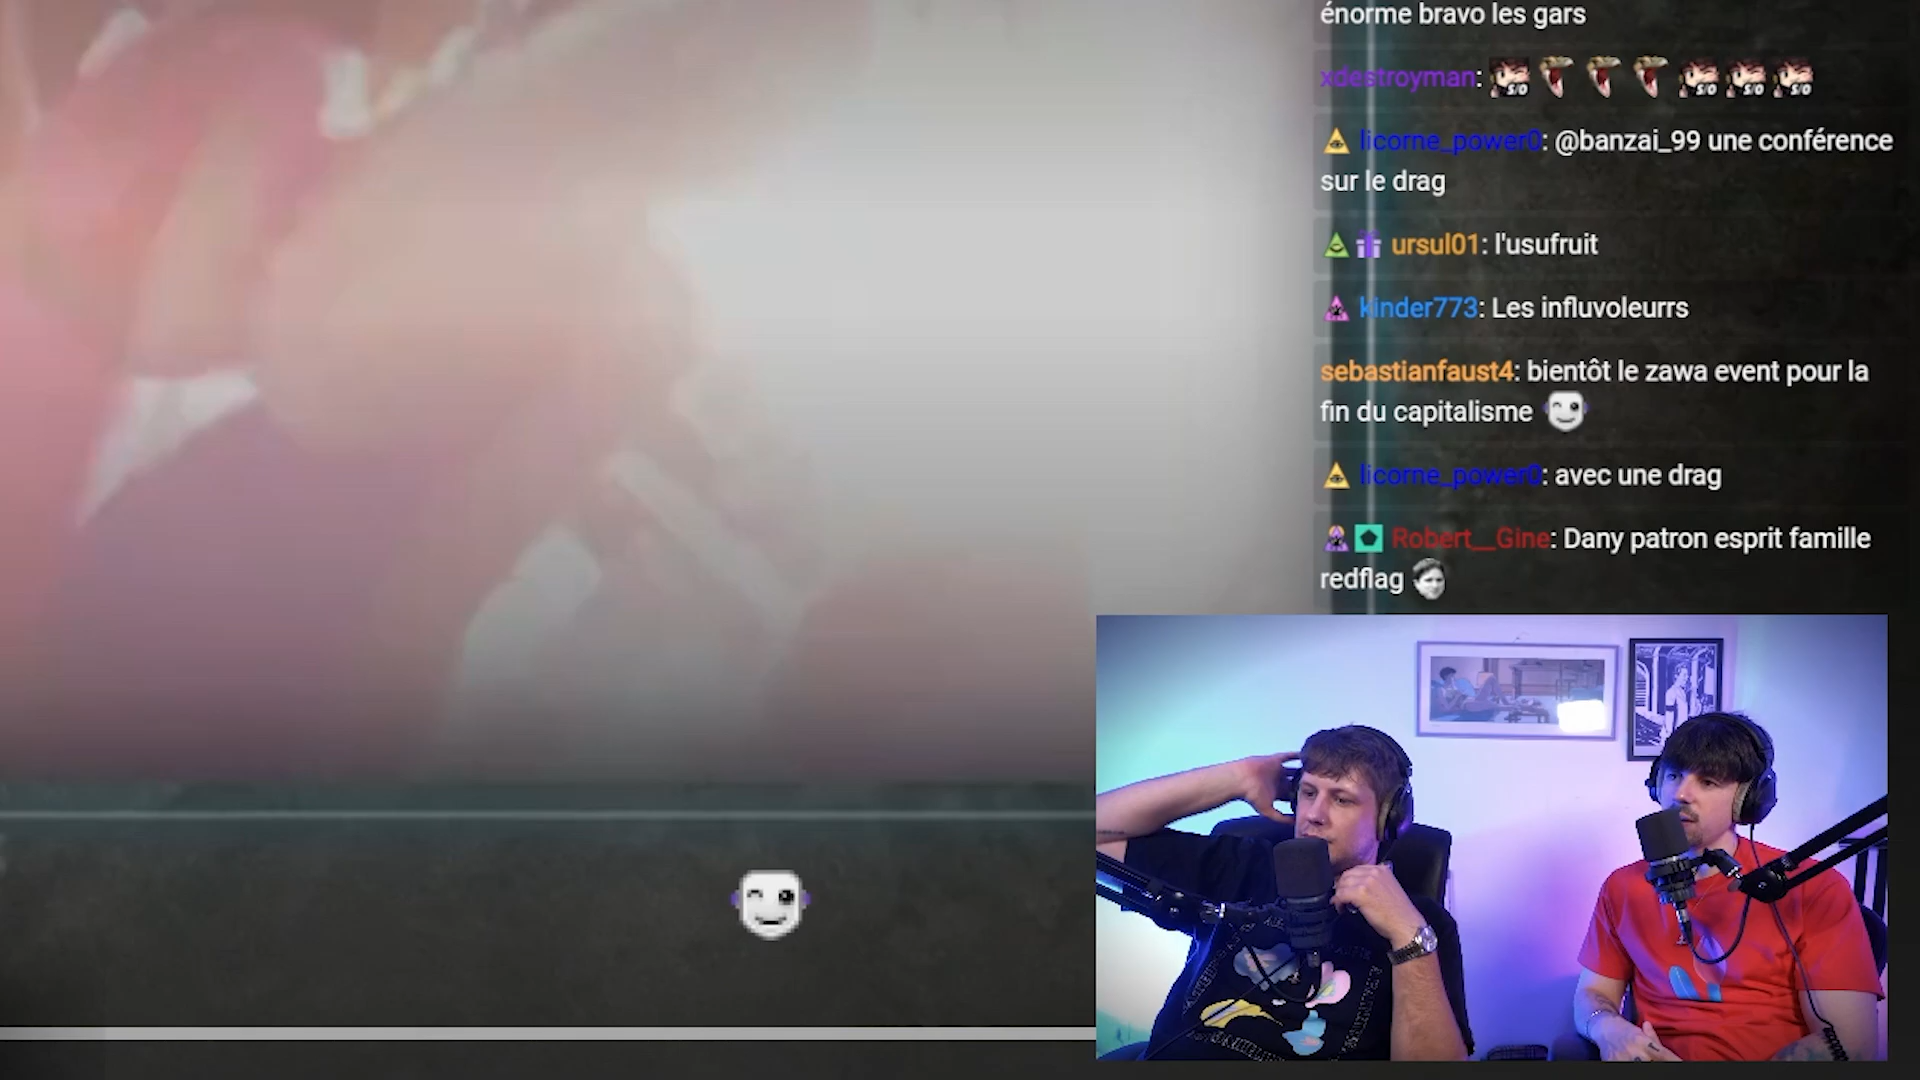 énorme bravo les gars
xdestroyman: S/O S/O S/O S/O
licorne_power0: @banzai_99 une conférence
sur le drag
ursul01: l'usufruit
kinder773: Les influvoleurrs
sebastianfaust4: bientôt le zawa event pour la
fin du capitalisme
licorne_power0: avec une drag
Robert__Gine: Dany patron esprit famille
redflag